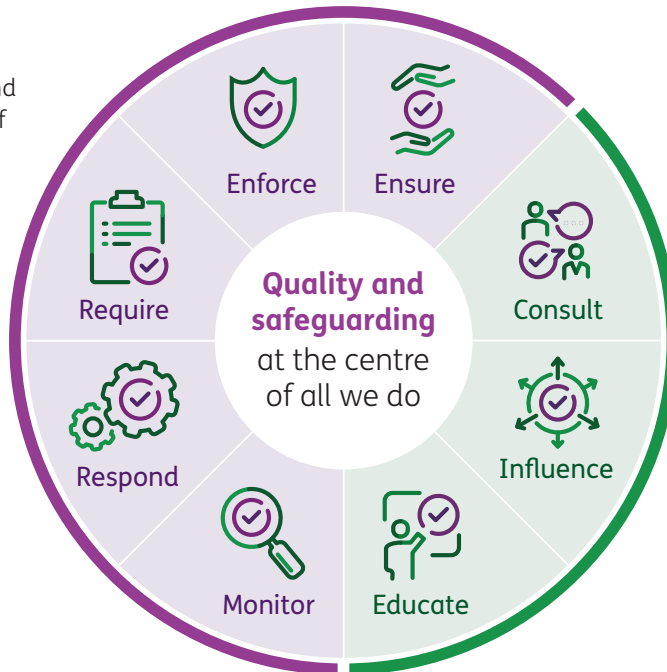 Enforce
Ensure
Consult
Influence
Educate
Monitor
Respond
Require
Quality and
safeguarding
at the centre
of all we do